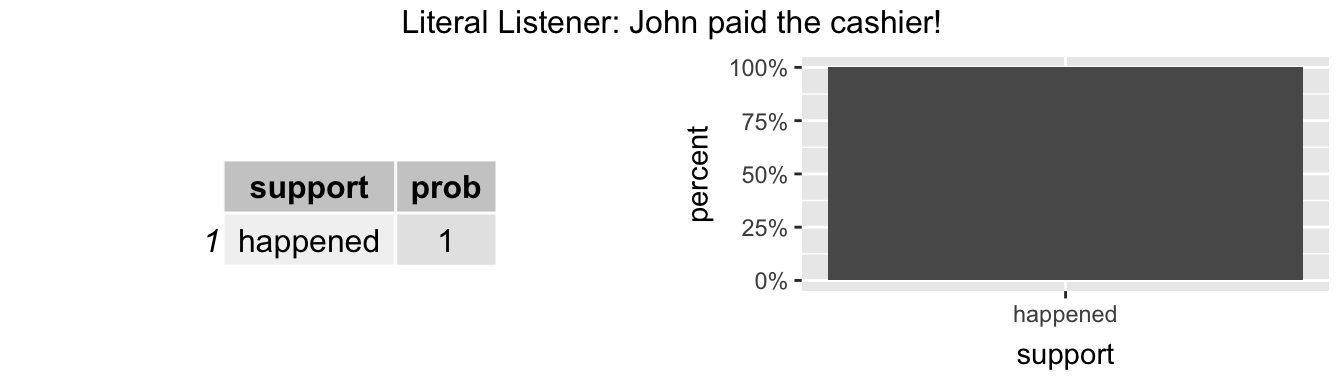 Literal Listener: John paid the cashier!
support prob
1 happened 1
percent
100%
75%
50%
25%
0%
happened
support